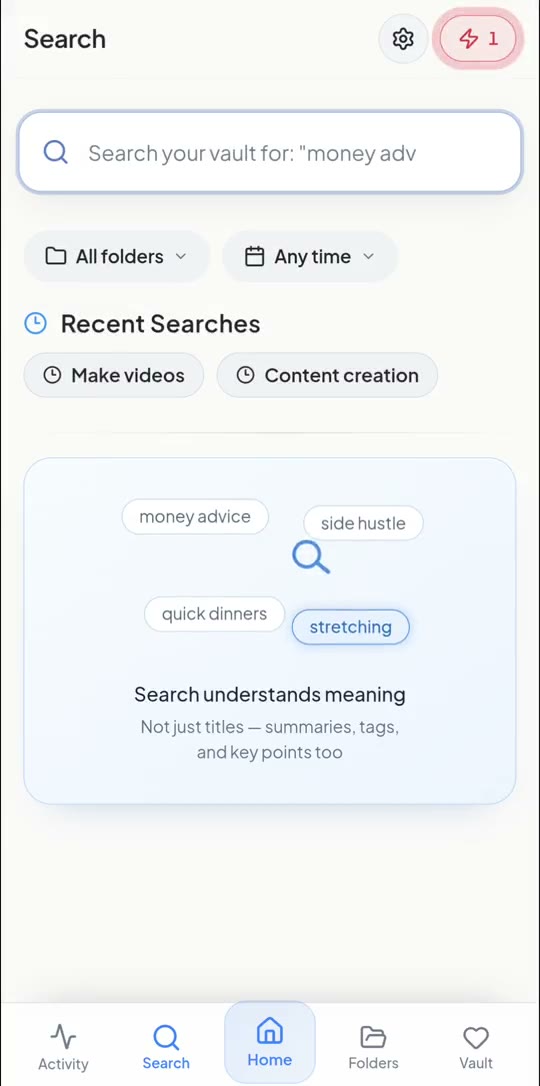 Search
1
Search your vault for: "money adv
All folders
Any time
Recent Searches
Make videos
Content creation
money advice
side hustle
quick dinners
stretching
Search understands meaning
Not just titles — summaries, tags,
and key points too
Activity
Search
Home
Folders
Vault